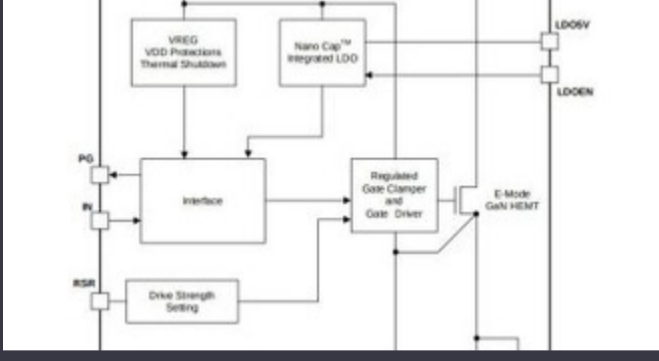 LDO5V
VREG
VDD Protections
Thermal Shutdown
Nano Cap™
Integrated LDO
LDOEN
PG
Interface
Regulated
Gate Clamper
and
Gate Driver
E-Mode
GaN HEMT
IN
RSR
Drive Strength
Setting